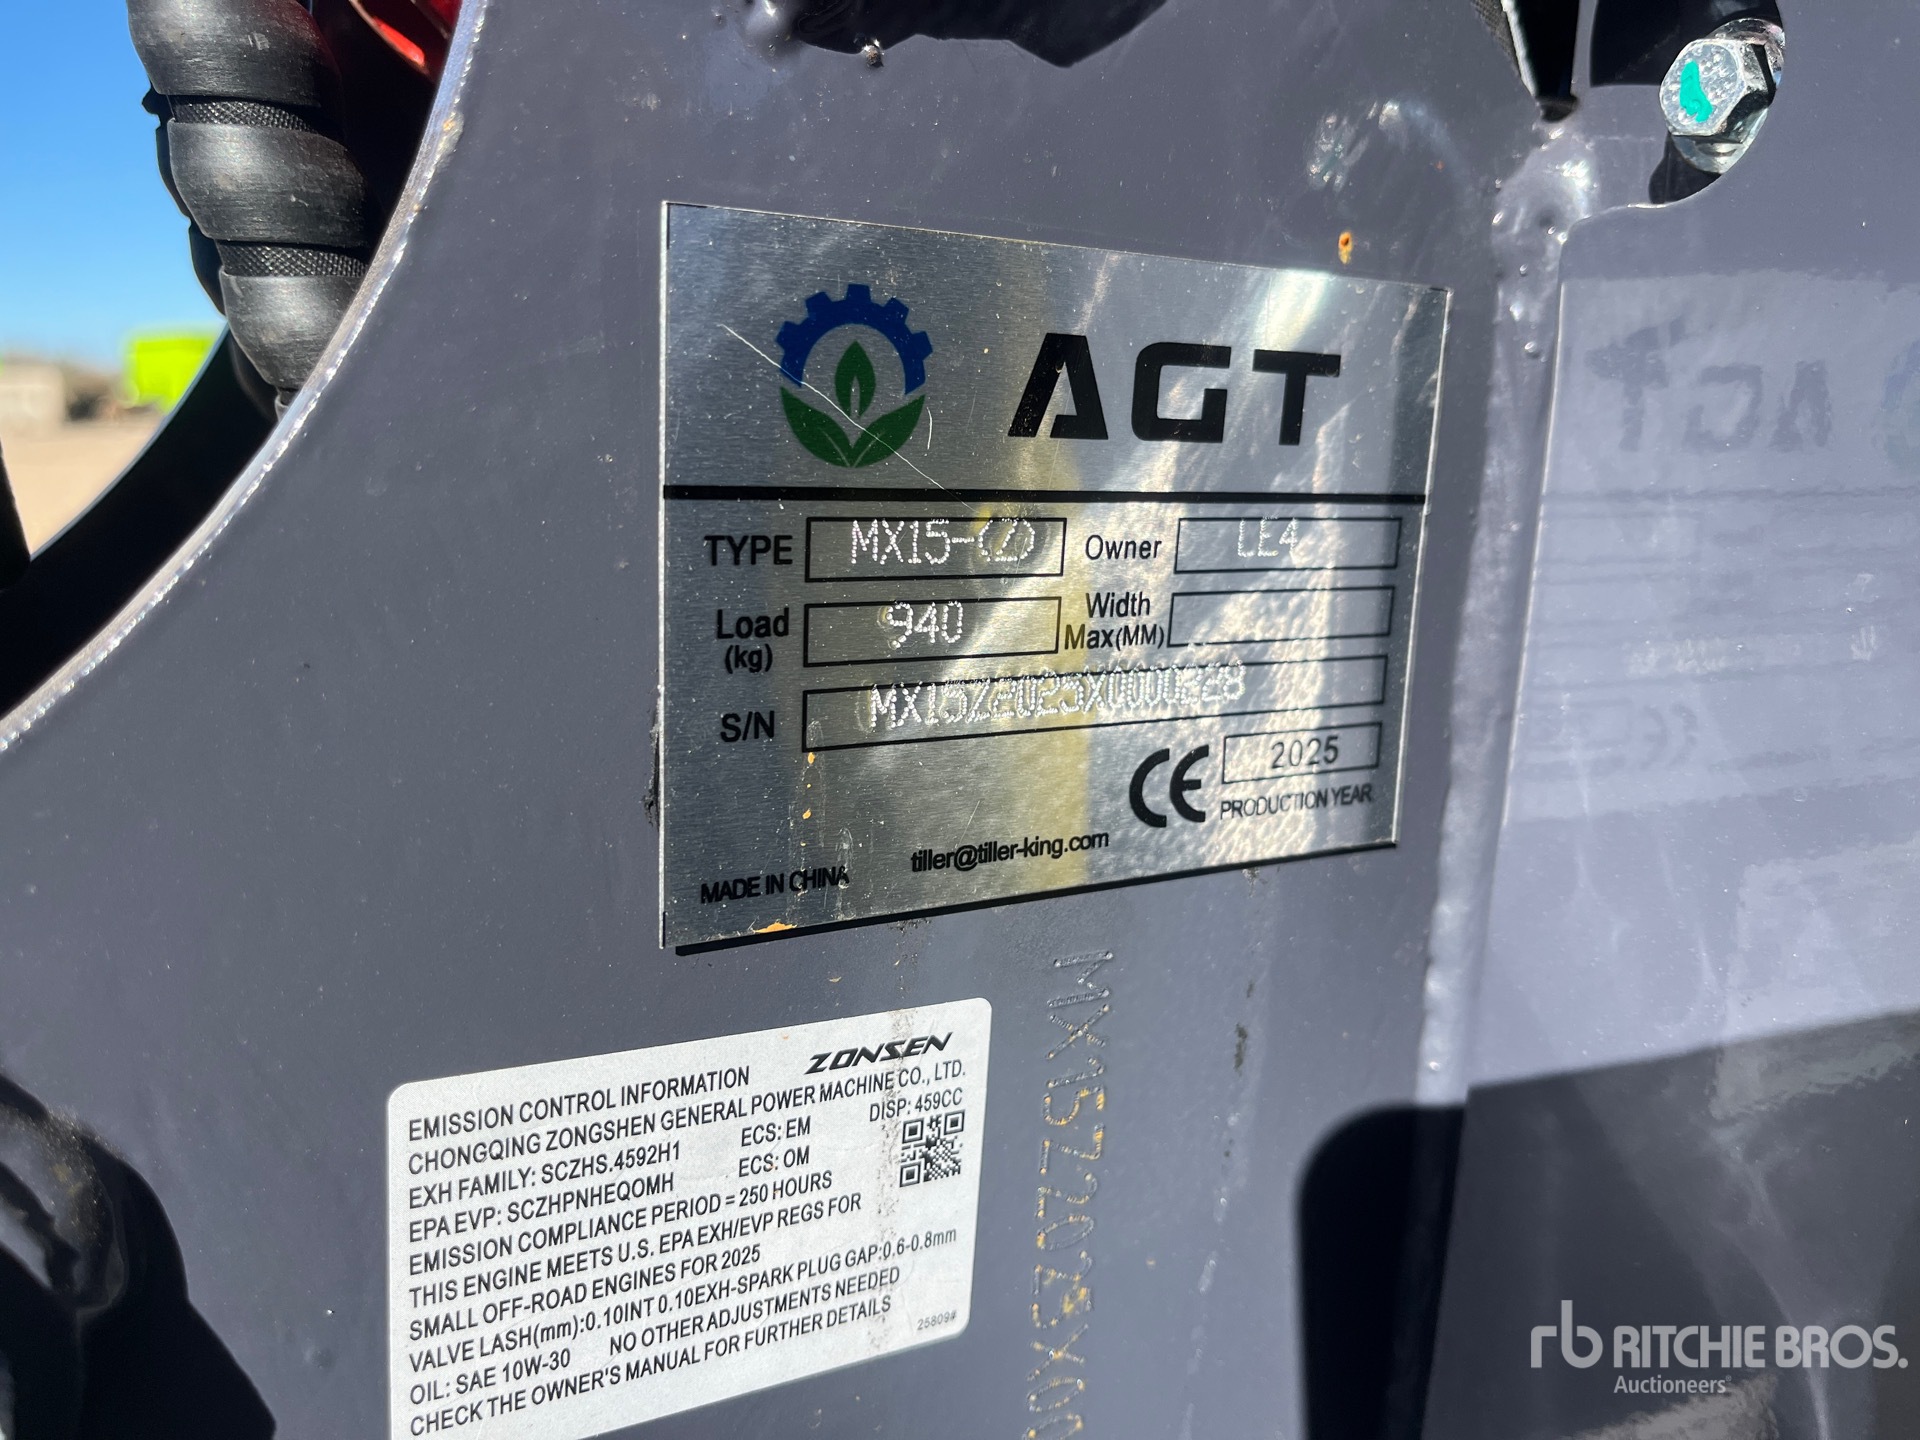 AGT
TYPE MX15-(Z) Owner LE4
Load (kg) 940 Width Max(MM)
S/N MX15Z2025X0000828
CE 2025
PRODUCTION YEAR
tiller@tiller-king.com
MADE IN CHINA
ZONSEN
EMISSION CONTROL INFORMATION
CHONGQING ZONGSHEN GENERAL POWER MACHINE CO., LTD.
EXH FAMILY: SCZHS.4592H1 ECS: EM DISP: 459CC
EPA EVP: SCZHPNHEQOMH ECS: OM
EMISSION COMPLIANCE PERIOD = 250 HOURS
THIS ENGINE MEETS U.S. EPA EXH/EVP REGS FOR
SMALL OFF-ROAD ENGINES FOR 2025
VALVE LASH(mm):0.10INT 0.10EXH-SPARK PLUG GAP:0.6-0.8mm
OIL: SAE 10W-30 NO OTHER ADJUSTMENTS NEEDED
CHECK THE OWNER'S MANUAL FOR FURTHER DETAILS
25809#
MX15Z2025X00
rb RITCHIE BROS.
Auctioneers